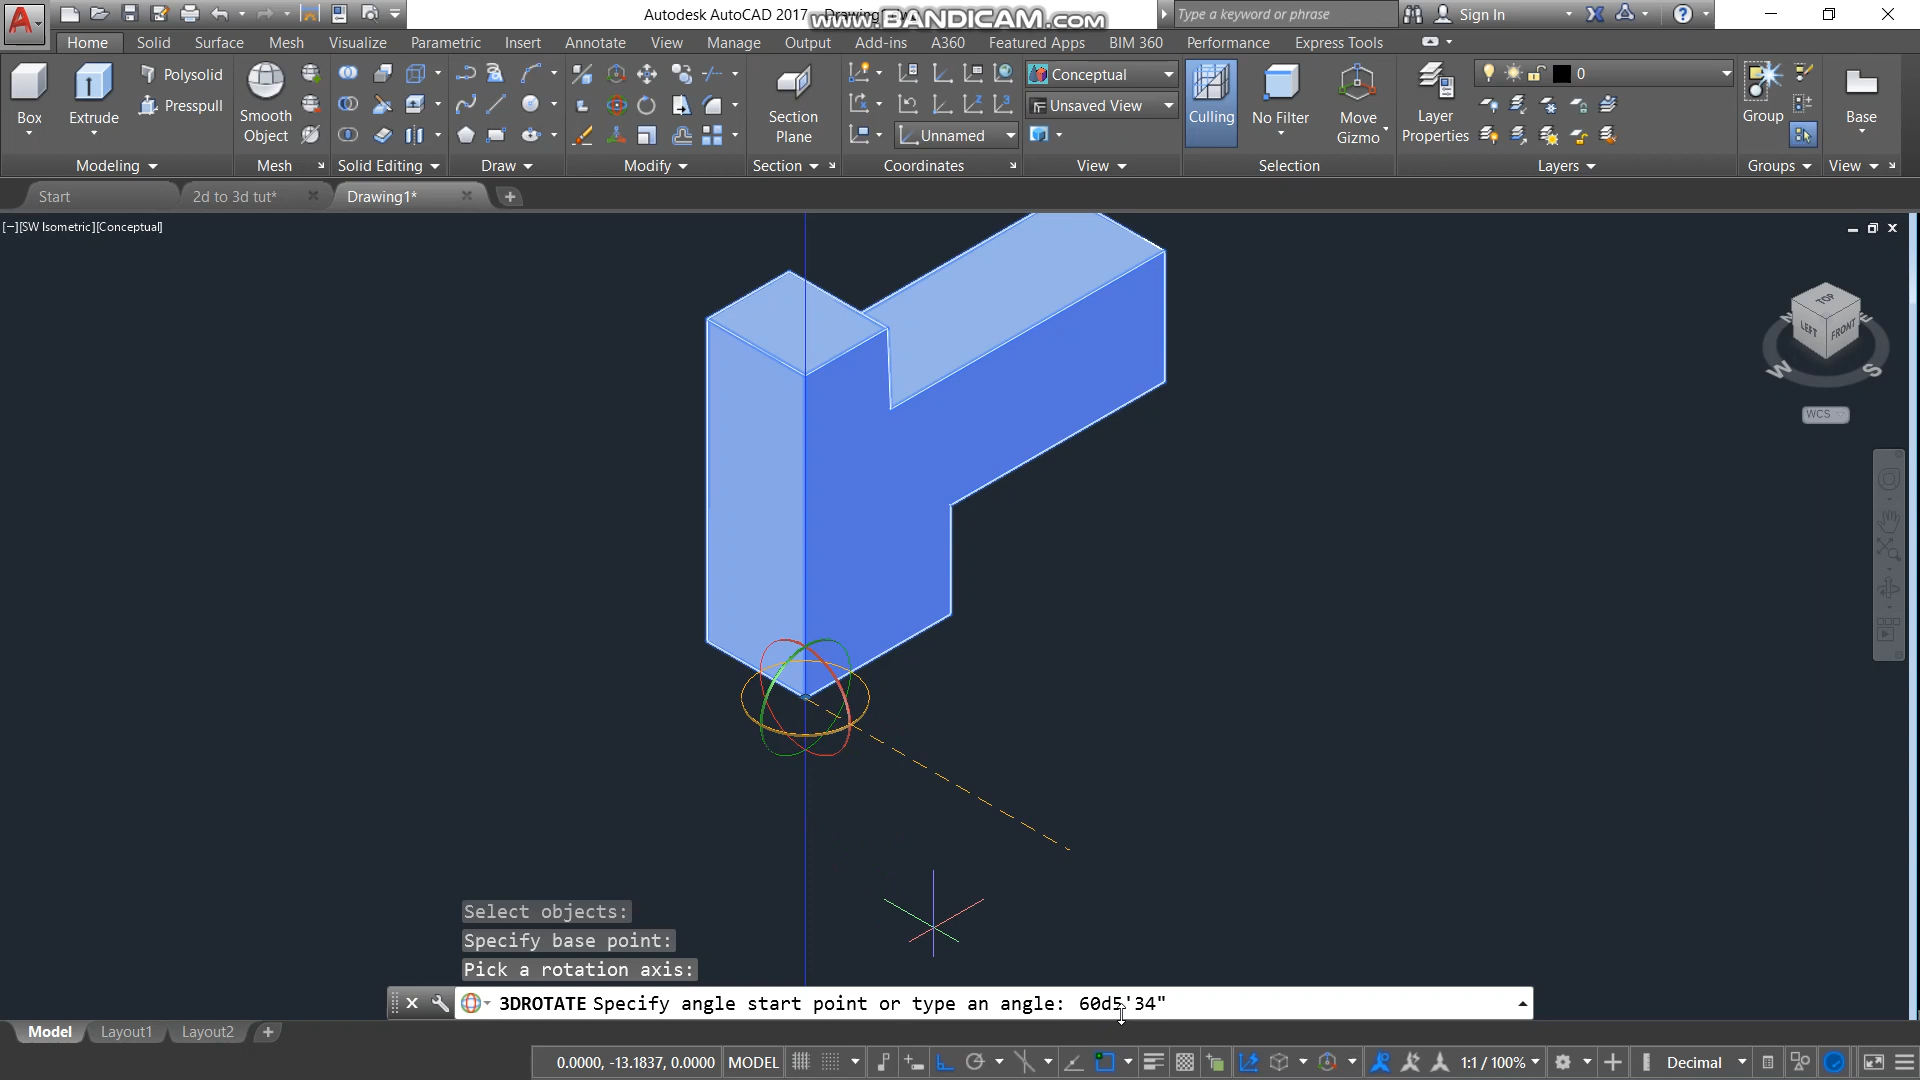 Autodesk AutoCAD 2017 Drawing1.dwg
www.BANDICAM.com
Type a keyword or phrase
Sign In
Home Solid Surface Mesh Visualize Parametric Insert Annotate View Manage Output Add-ins A360 Featured Apps BIM 360 Performance Express Tools
Box
Extrude
Polysolid
Presspull
Modeling
Smooth
Object
Mesh
Solid Editing
Draw
Modify
Section
Plane
Section
Unnamed
Coordinates
Conceptual
Unsaved View
View
Culling
No Filter
Move
Gizmo
Selection
Layer
Properties
0
Layers
Group
Groups
Base
View
Start
2d to 3d tut*
Drawing1*
[−][SW Isometric][Conceptual]
TOP
LEFT
FRONT
W
S
WCS
Select objects:
Specify base point:
Pick a rotation axis:
3DROTATE Specify angle start point or type an angle: 60d5'34"
Model Layout1 Layout2
0.0000, -13.1837, 0.0000 MODEL
1:1 / 100%
Decimal